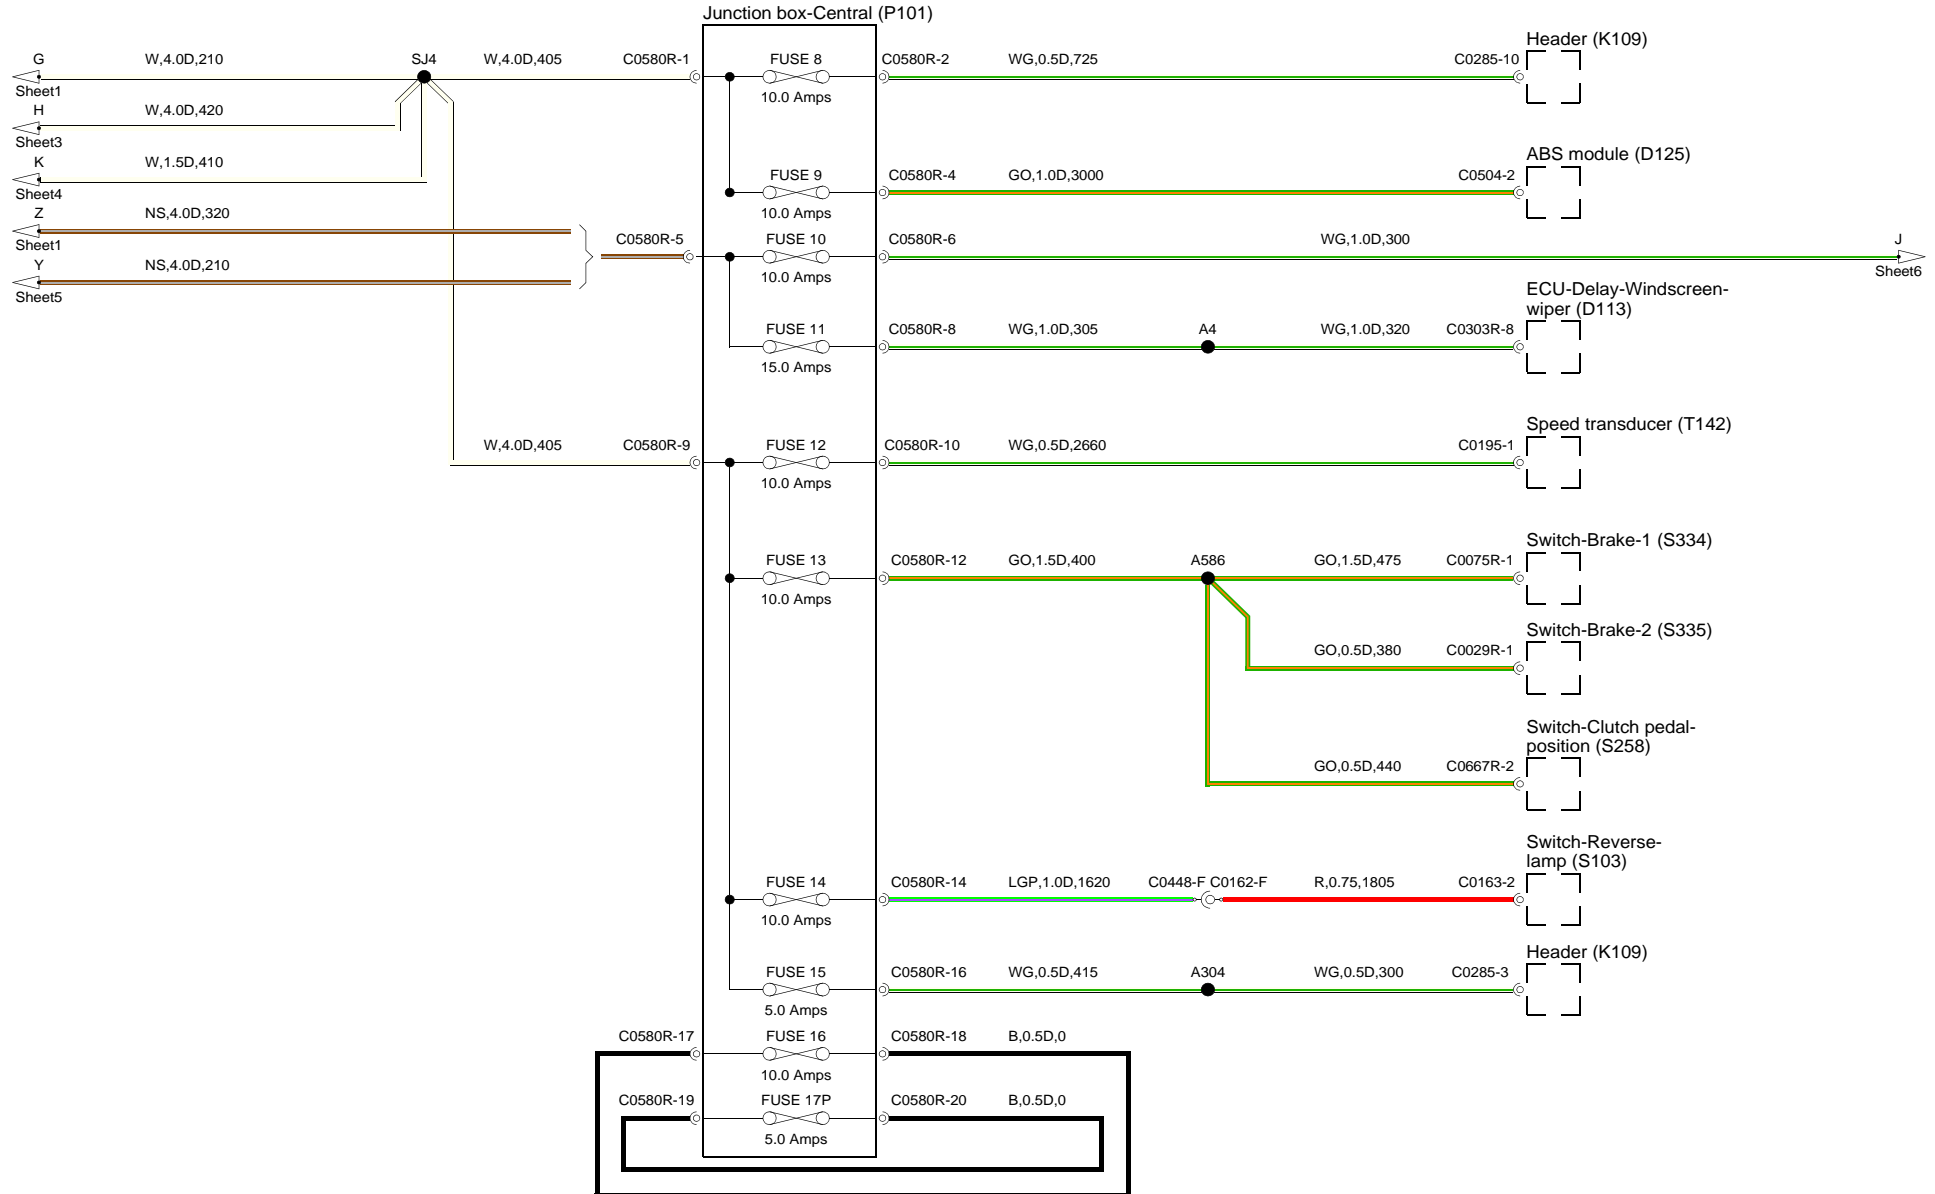 Junction box-Central (P101)
Header (K109)
G W,4.0D,210 SJ4 W,4.0D,405 C0580R-1 FUSE 8 C0580R-2 WG,0.5D,725 C0285-10
Sheet1
10.0 Amps
H W,4.0D,420
Sheet3
ABS module (D125)
K W,1.5D,410
FUSE 9 C0580R-4 GO,1.0D,3000 C0504-2
Sheet4
10.0 Amps
Z NS,4.0D,320
C0580R-5 FUSE 10 C0580R-6 WG,1.0D,300 J
Sheet1
Y NS,4.0D,210
10.0 Amps
Sheet6
Sheet5
ECU-Delay-Windscreen-
wiper (D113)
FUSE 11 C0580R-8 WG,1.0D,305 A4 WG,1.0D,320 C0303R-8
15.0 Amps
Speed transducer (T142)
W,4.0D,405 C0580R-9 FUSE 12 C0580R-10 WG,0.5D,2660 C0195-1
10.0 Amps
Switch-Brake-1 (S334)
FUSE 13 C0580R-12 GO,1.5D,400 A586 GO,1.5D,475 C0075R-1
10.0 Amps
Switch-Brake-2 (S335)
GO,0.5D,380 C0029R-1
Switch-Clutch pedal-
position (S258)
GO,0.5D,440 C0667R-2
Switch-Reverse-
lamp (S103)
FUSE 14 C0580R-14 LGP,1.0D,1620 C0448-F C0162-F R,0.75,1805 C0163-2
10.0 Amps
Header (K109)
FUSE 15 C0580R-16 WG,0.5D,415 A304 WG,0.5D,300 C0285-3
5.0 Amps
C0580R-17 FUSE 16 C0580R-18 B,0.5D,0
10.0 Amps
C0580R-19 FUSE 17P C0580R-20 B,0.5D,0
5.0 Amps